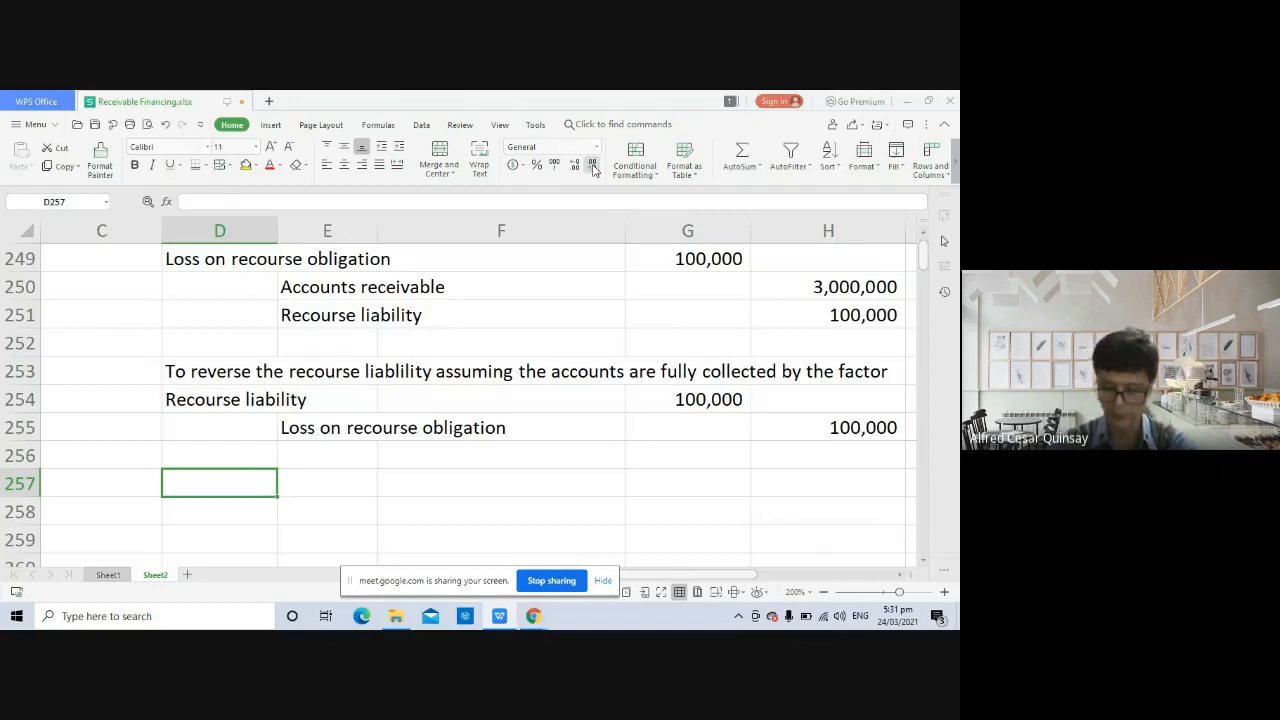 WPS Office
Receivable Financing.xlsx
1
Sign in
Go Premium
Menu
Home
Insert
Page Layout
Formulas
Data
Review
View
Tools
Click to find commands
Paste
Cut
Copy
Format Painter
Calibri
11
Merge and Center
Wrap Text
General
Conditional Formatting
Format as Table
AutoSum
AutoFilter
Sort
Format
Fill
Rows and Columns
D257
fx
C D E F G H
249 Loss on recourse obligation 100,000
250 Accounts receivable 3,000,000
251 Recourse liability 100,000
252
253 To reverse the recourse liablility assuming the accounts are fully collected by the factor
254 Recourse liability 100,000
255 Loss on recourse obligation 100,000
256
257
258
259
Sheet1
Sheet2
meet.google.com is sharing your screen.
Stop sharing
Hide
200%
Type here to search
ENG
5:31 pm
24/03/2021
3
Alfred Cesar Quinsay